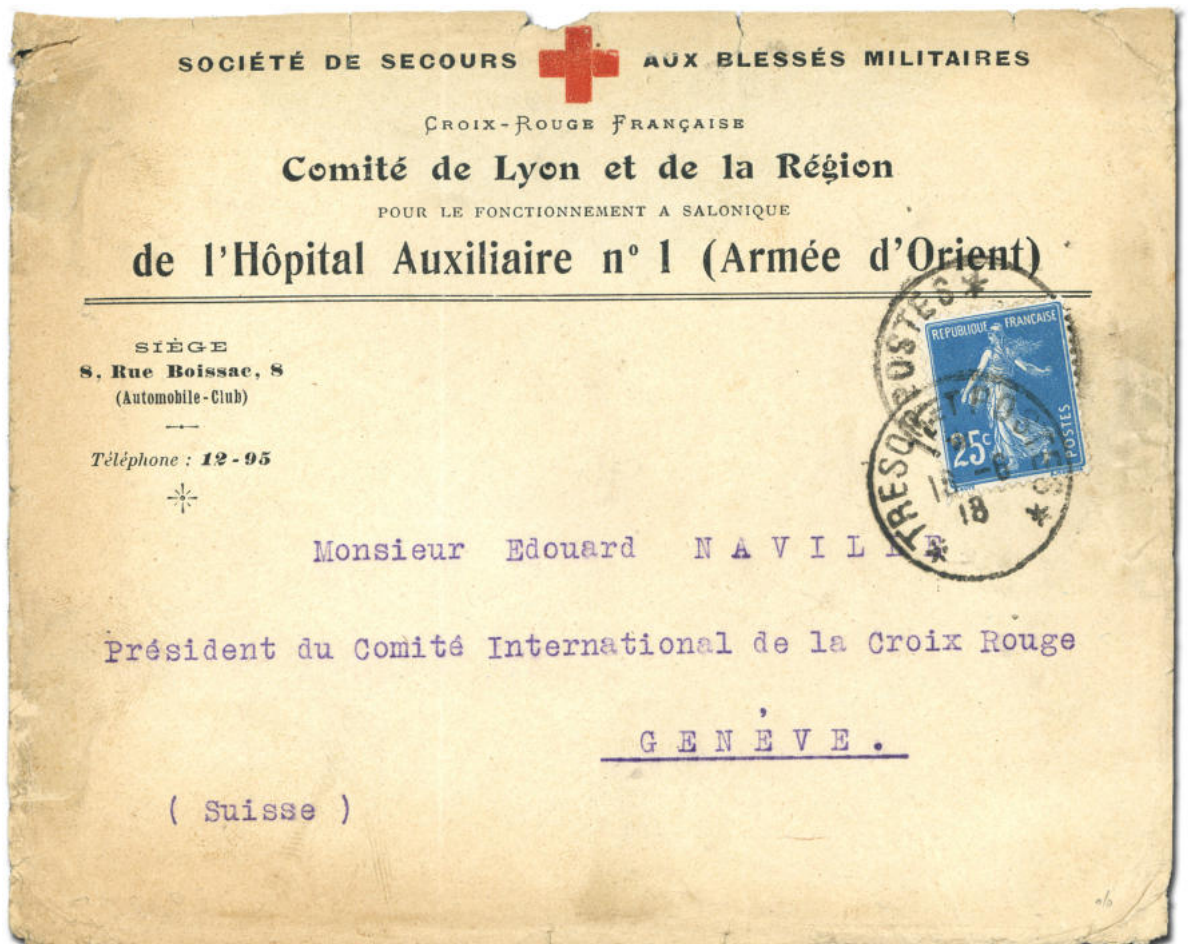 SOCIÉTÉ DE SECOURS AUX BLESSÉS MILITAIRES
CROIX-ROUGE FRANÇAISE
Comité de Lyon et de la Région
POUR LE FONCTIONNEMENT A SALONIQUE
de l'Hôpital Auxiliaire n° 1 (Armée d'Orient)
SIÈGE
8, Rue Boissac, 8
(Automobile-Club)
Téléphone : 12-95
REPUBLIQUE FRANÇAISE
25c
POSTES
POSTES *
* TRESOR ET POSTES *
-6
18
Monsieur Edouard NAVILLE
Président du Comité International de la Croix Rouge
GENÈVE.
( Suisse )